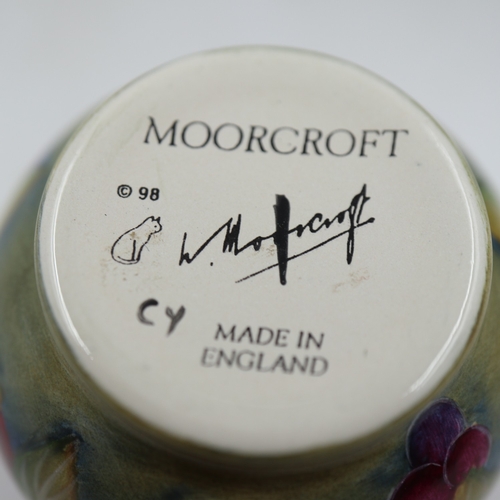 MOORCROFT
© 98
W. Moorcroft
CY
MADE IN
ENGLAND